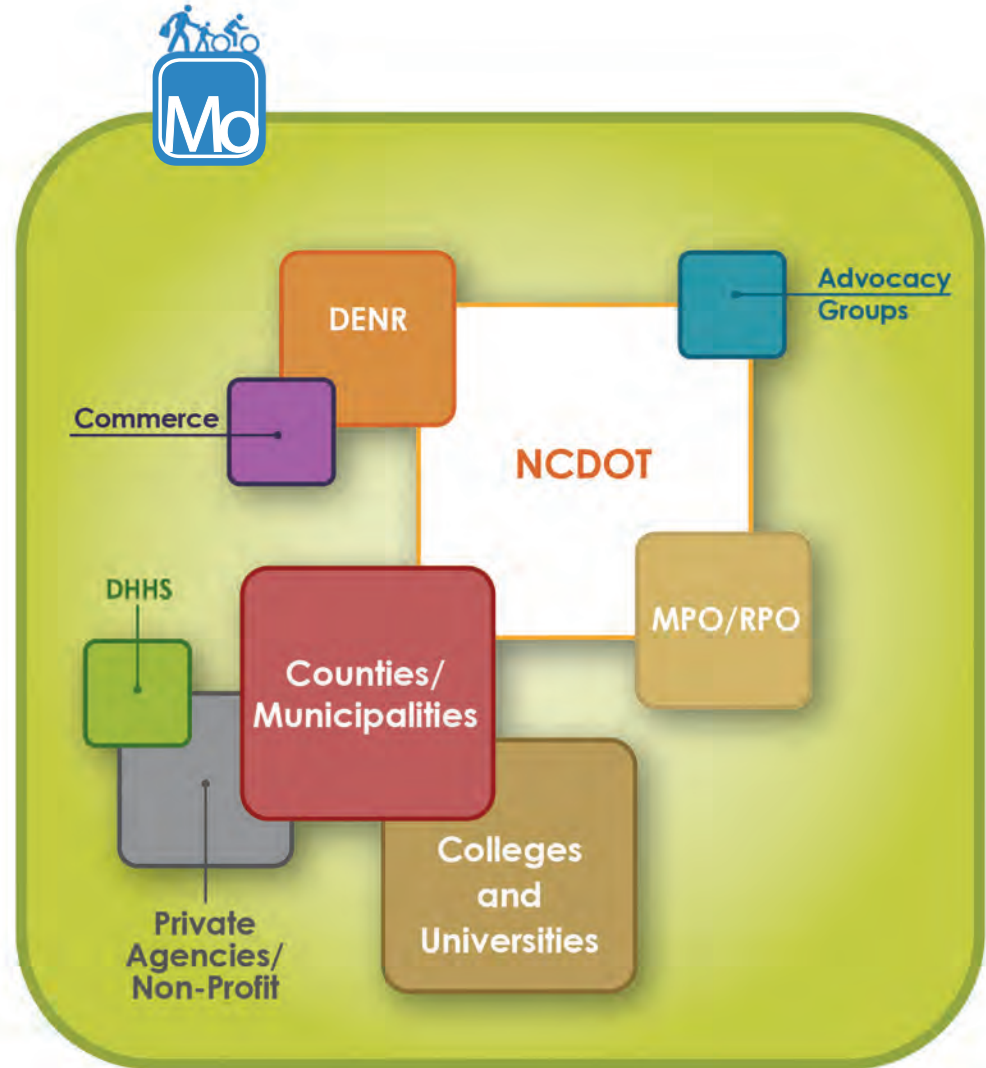 Mo
DENR
Advocacy
Groups
Commerce
NCDOT
DHHS
MPO/RPO
Counties/
Municipalities
Colleges
and
Universities
Private
Agencies/
Non-Profit